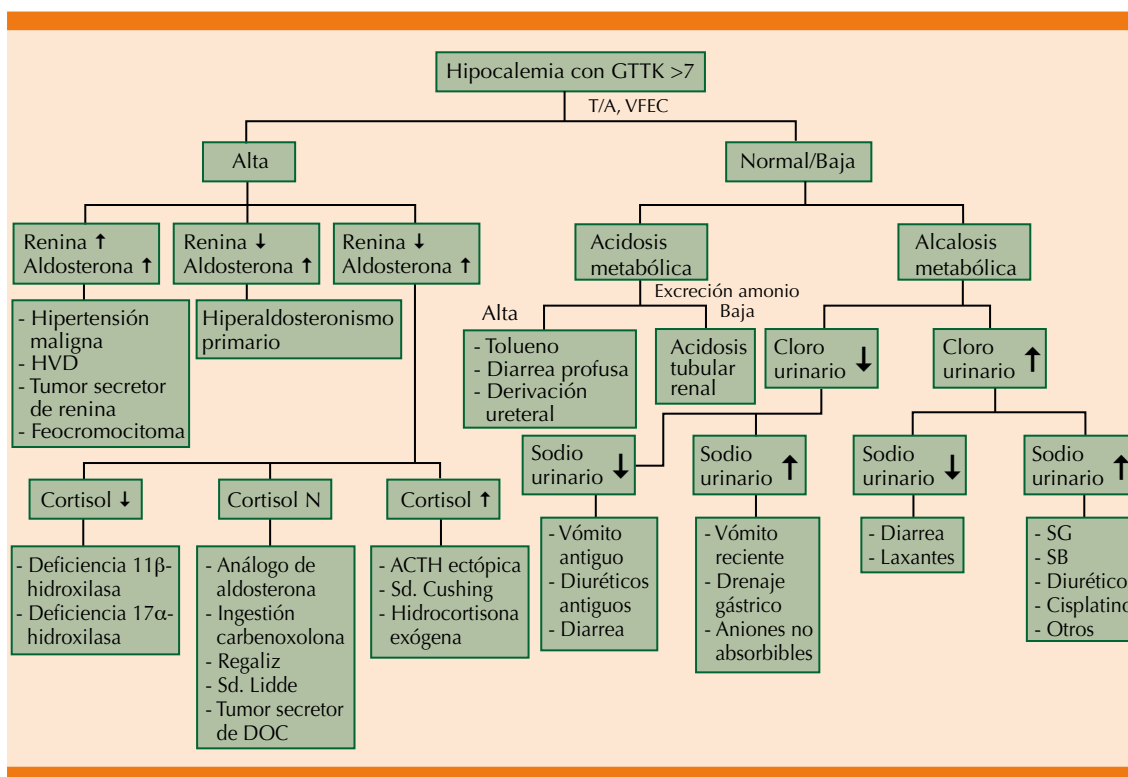 Hipocalemia con GTTK >7
T/A, VFEC
Alta
Normal/Baja
Renina ↑
Aldosterona ↑
Renina ↓
Aldosterona ↑
Renina ↓
Aldosterona ↑
Acidosis
metabólica
Alcalosis
metabólica
- Hipertensión
maligna
- HVD
- Tumor secretor
de renina
- Feocromocitoma
Hiperaldosteronismo
primario
Excreción amonio
Alta
Baja
- Tolueno
- Diarrea profusa
- Derivación
ureteral
Acidosis
tubular
renal
Cloro
urinario ↓
Cloro
urinario ↑
Sodio
urinario ↓
Sodio
urinario ↑
Sodio
urinario ↓
Sodio
urinario ↑
Cortisol ↓
Cortisol N
Cortisol ↑
- Deficiencia 11β-
hidroxilasa
- Deficiencia 17α-
hidroxilasa
- Análogo de
aldosterona
- Ingestión
carbenoxolona
- Regaliz
- Sd. Lidde
- Tumor secretor
de DOC
- ACTH ectópica
- Sd. Cushing
- Hidrocortisona
exógena
- Vómito
antiguo
- Diuréticos
antiguos
- Diarrea
- Vómito
reciente
- Drenaje
gástrico
- Aniones no
absorbibles
- Diarrea
- Laxantes
- SG
- SB
- Diurético
- Cisplatino
- Otros